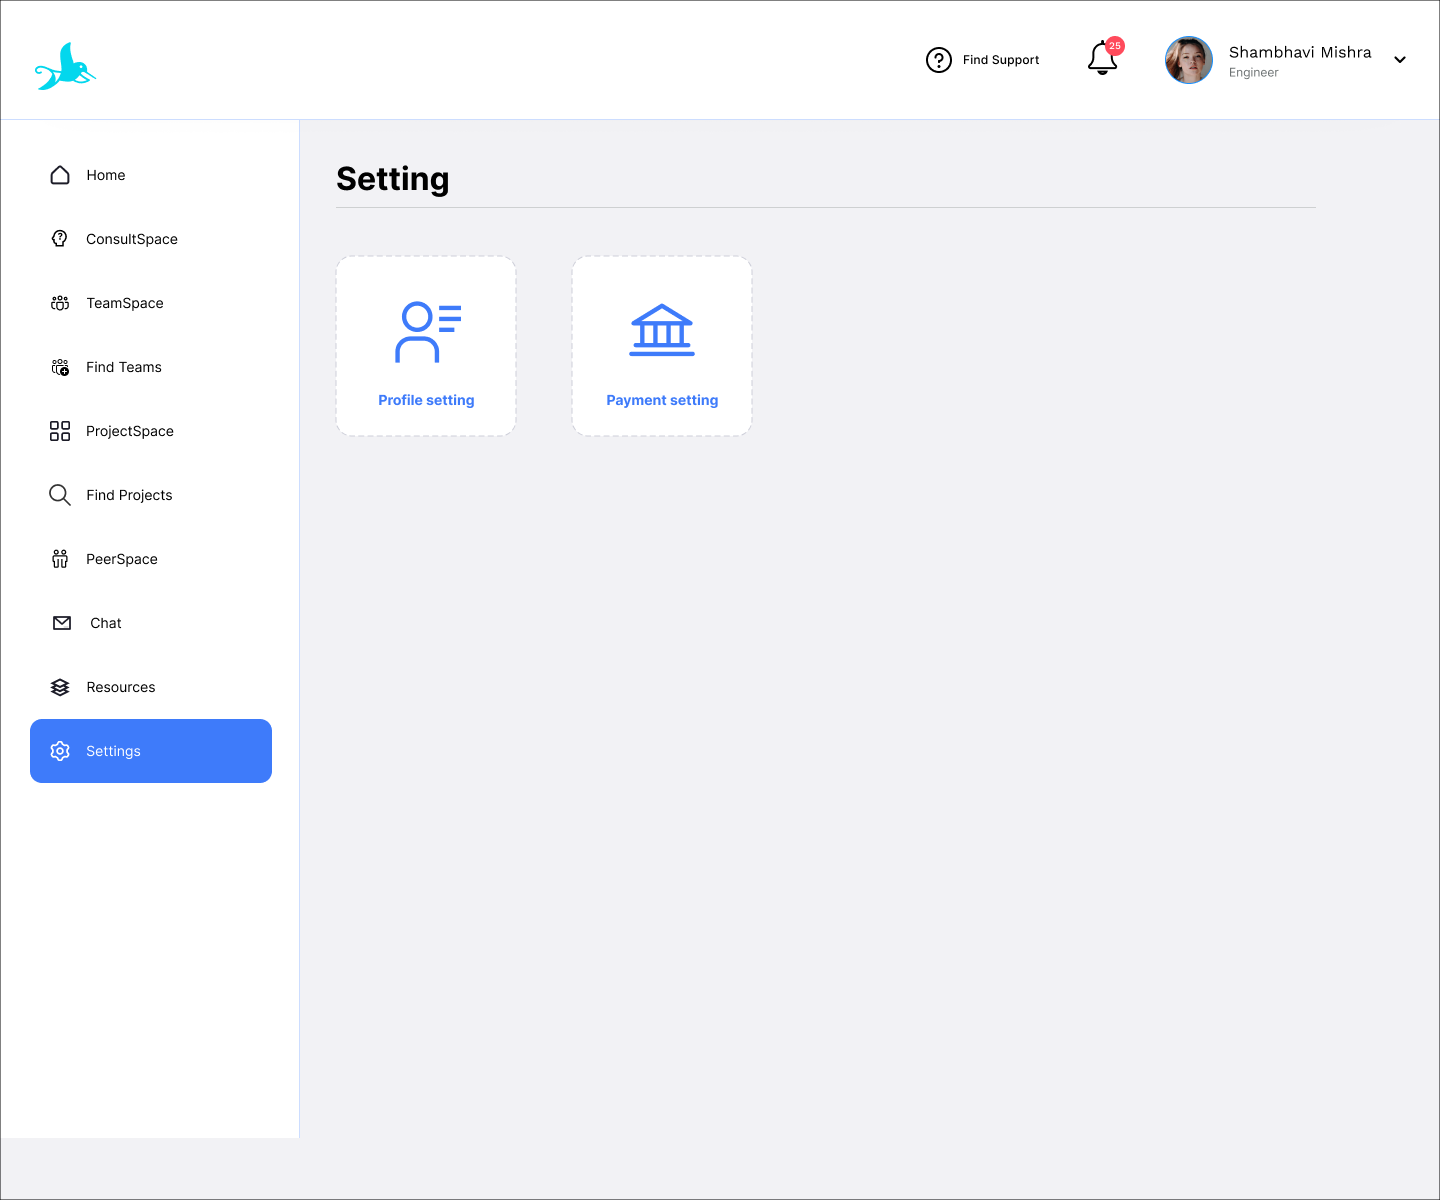 Find Support
25
Shambhavi Mishra
Engineer
Home
ConsultSpace
TeamSpace
Find Teams
ProjectSpace
Find Projects
PeerSpace
Chat
Resources
Settings
Setting
Profile setting
Payment setting